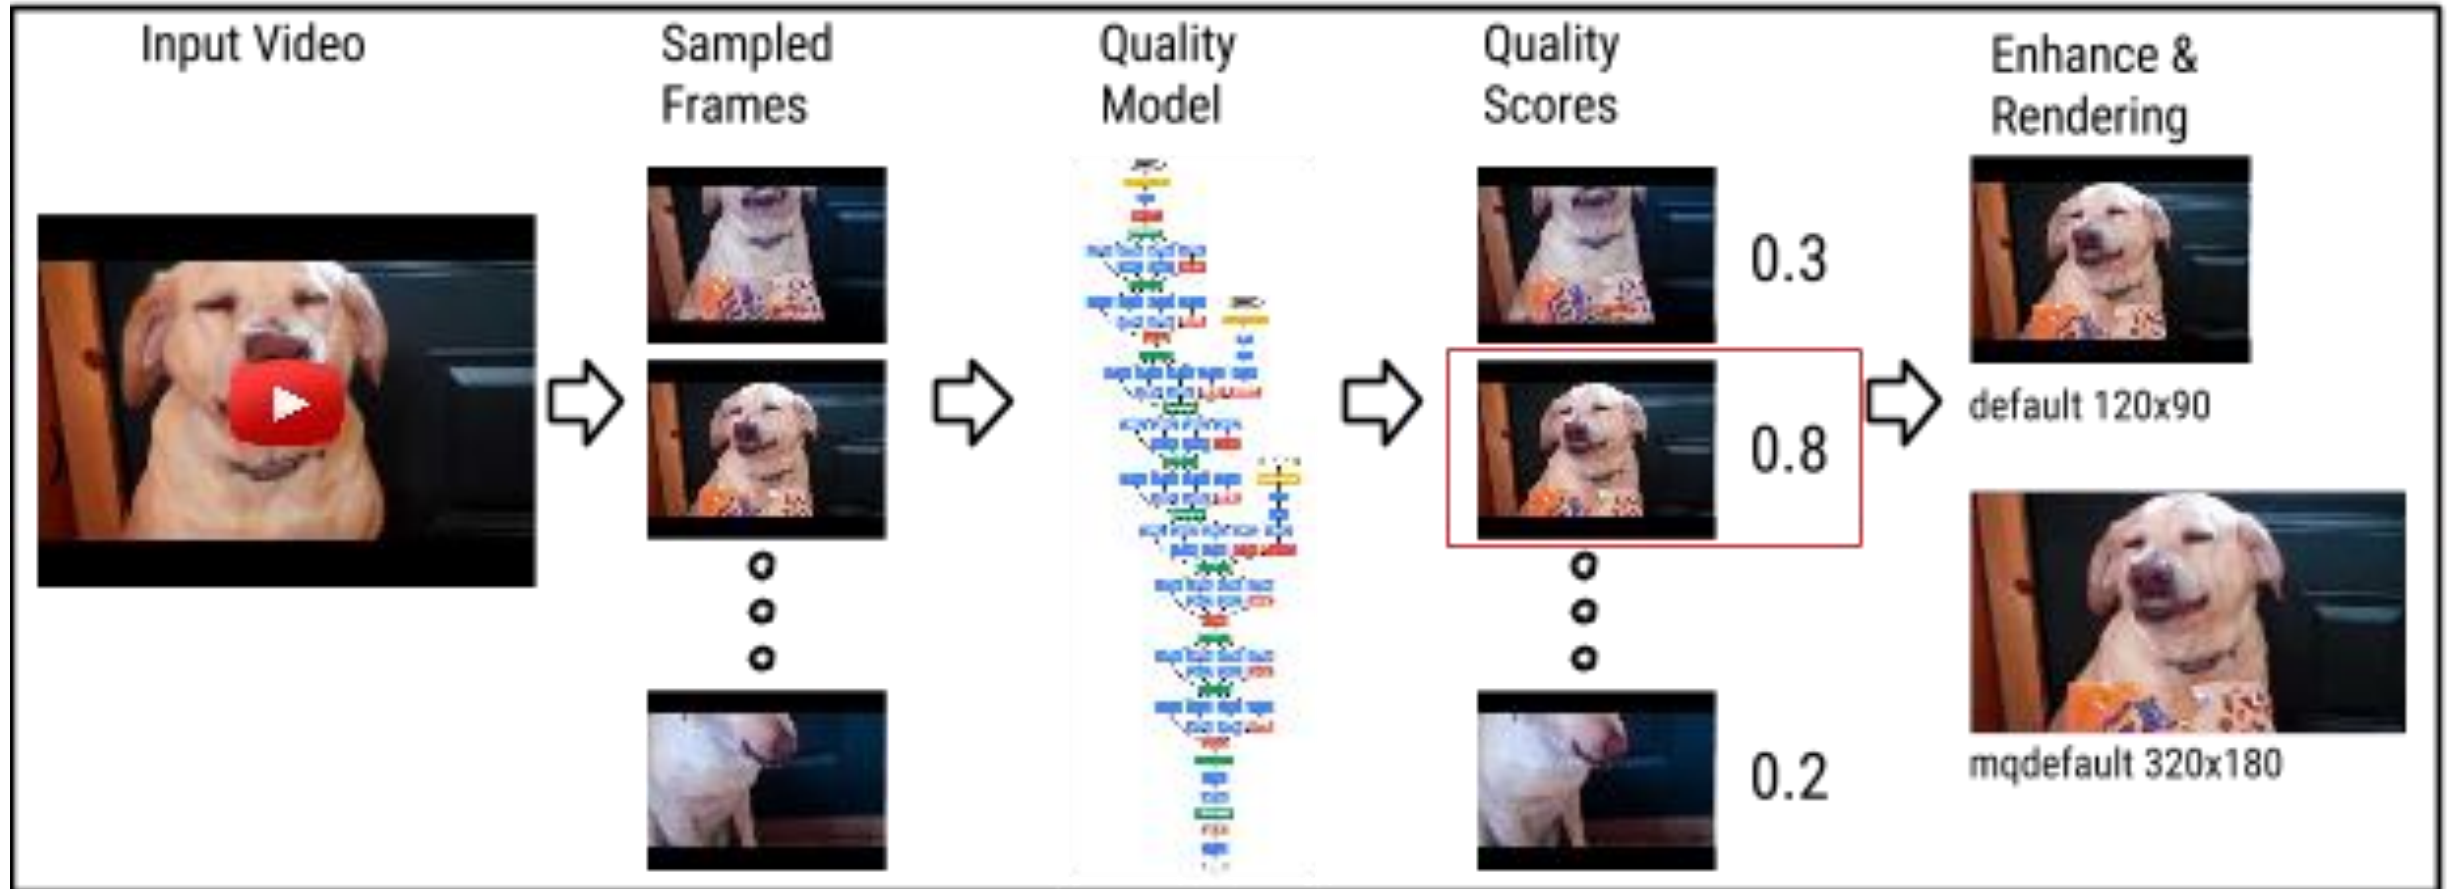 Input Video
Sampled
Frames
Quality
Model
Quality
Scores
Enhance &
Rendering
0.3
0.8
0.2
default 120x90
mqdefault 320x180